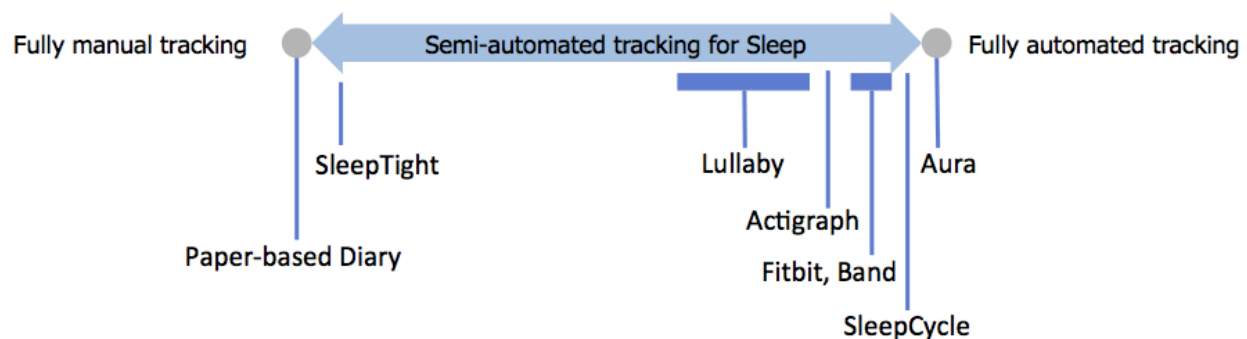 Fully manual tracking
Semi-automated tracking for Sleep
Fully automated tracking
SleepTight
Lullaby
Aura
Actigraph
Paper-based Diary
Fitbit, Band
SleepCycle